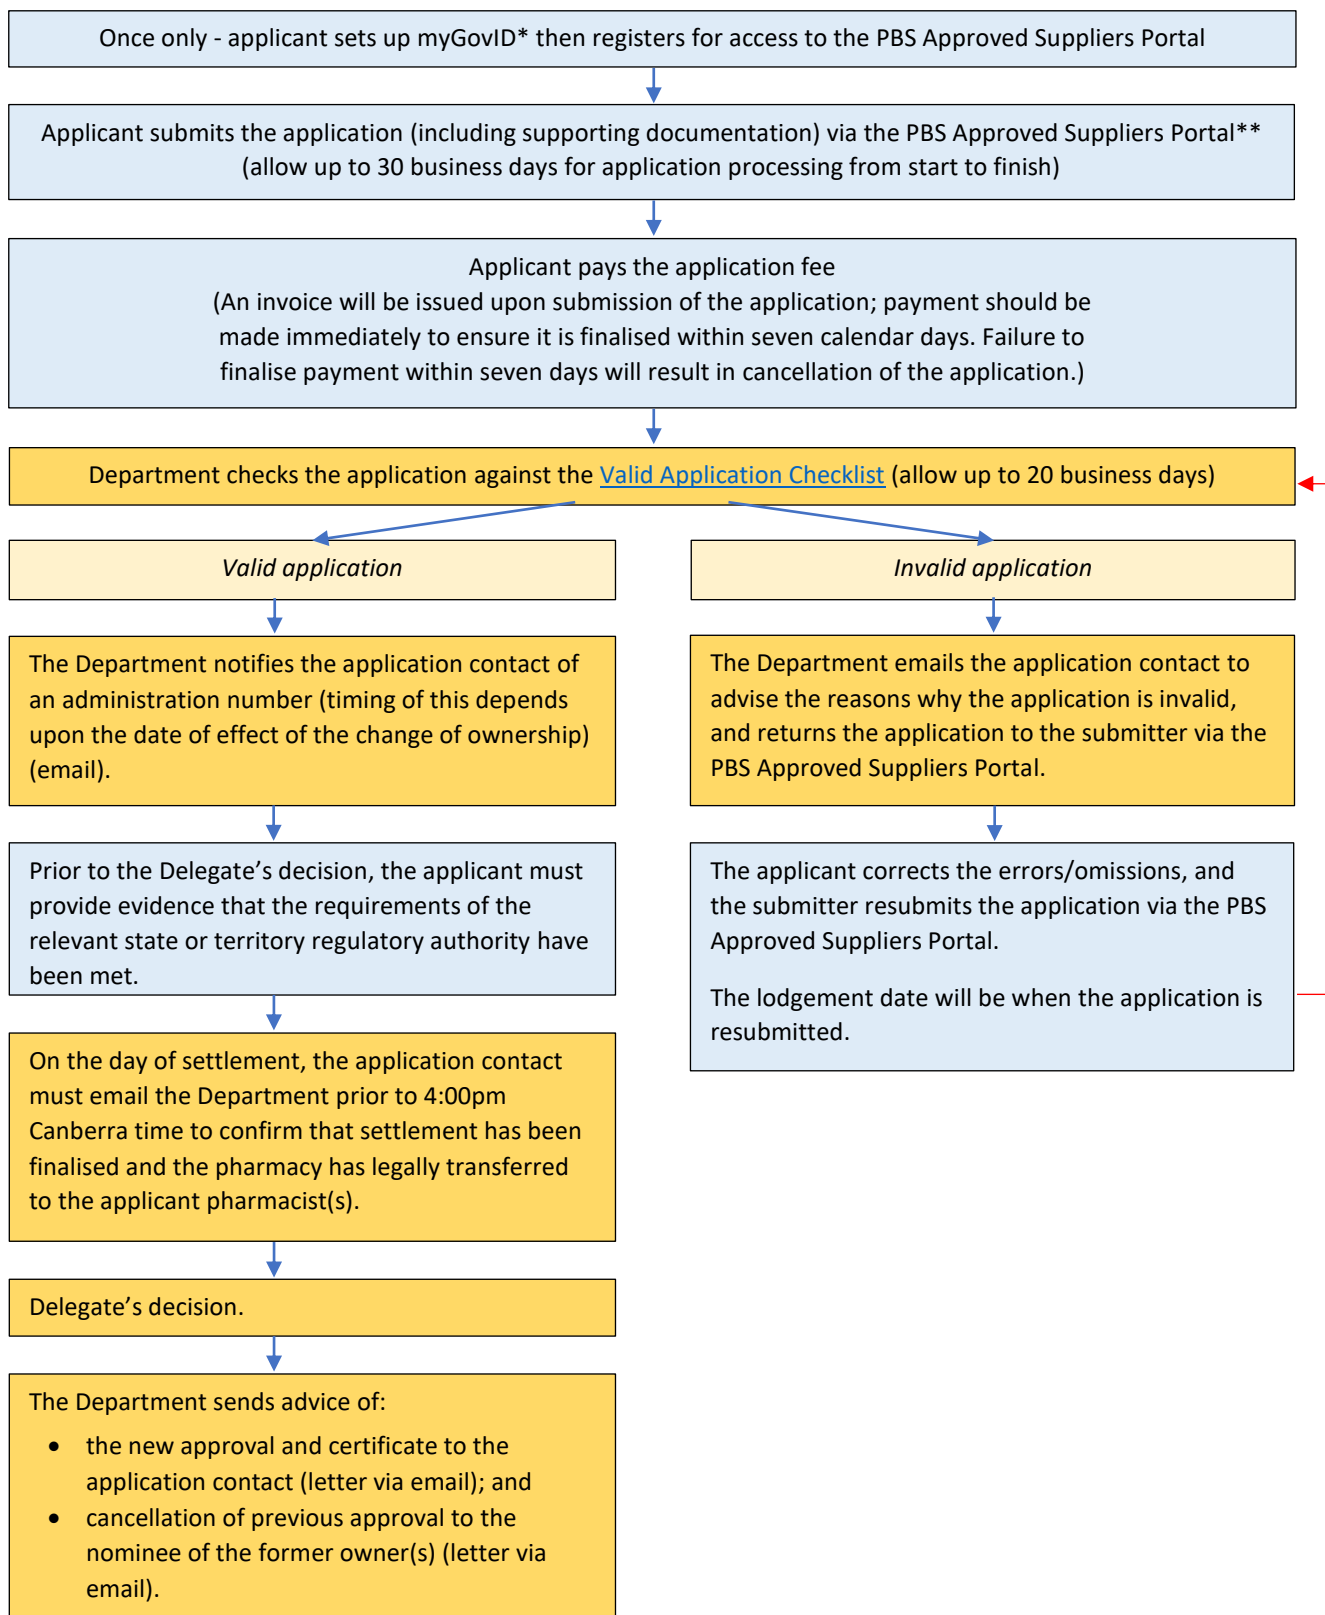 Once only - applicant sets up myGovID* then registers for access to the PBS Approved Suppliers Portal
Applicant submits the application (including supporting documentation) via the PBS Approved Suppliers Portal**
(allow up to 30 business days for application processing from start to finish)
Applicant pays the application fee
(An invoice will be issued upon submission of the application; payment should be
made immediately to ensure it is finalised within seven calendar days. Failure to
finalise payment within seven days will result in cancellation of the application.)
Department checks the application against the Valid Application Checklist (allow up to 20 business days)
Valid application
The Department notifies the application contact of
an administration number (timing of this depends
upon the date of effect of the change of ownership)
(email).
Prior to the Delegate’s decision, the applicant must
provide evidence that the requirements of the
relevant state or territory regulatory authority have
been met.
On the day of settlement, the application contact
must email the Department prior to 4:00pm
Canberra time to confirm that settlement has been
finalised and the pharmacy has legally transferred
to the applicant pharmacist(s).
Delegate’s decision.
The Department sends advice of:
• the new approval and certificate to the
application contact (letter via email); and
• cancellation of previous approval to the
nominee of the former owner(s) (letter via
email).
Invalid application
The Department emails the application contact to
advise the reasons why the application is invalid,
and returns the application to the submitter via the
PBS Approved Suppliers Portal.
The applicant corrects the errors/omissions, and
the submitter resubmits the application via the PBS
Approved Suppliers Portal.
The lodgement date will be when the application is
resubmitted.